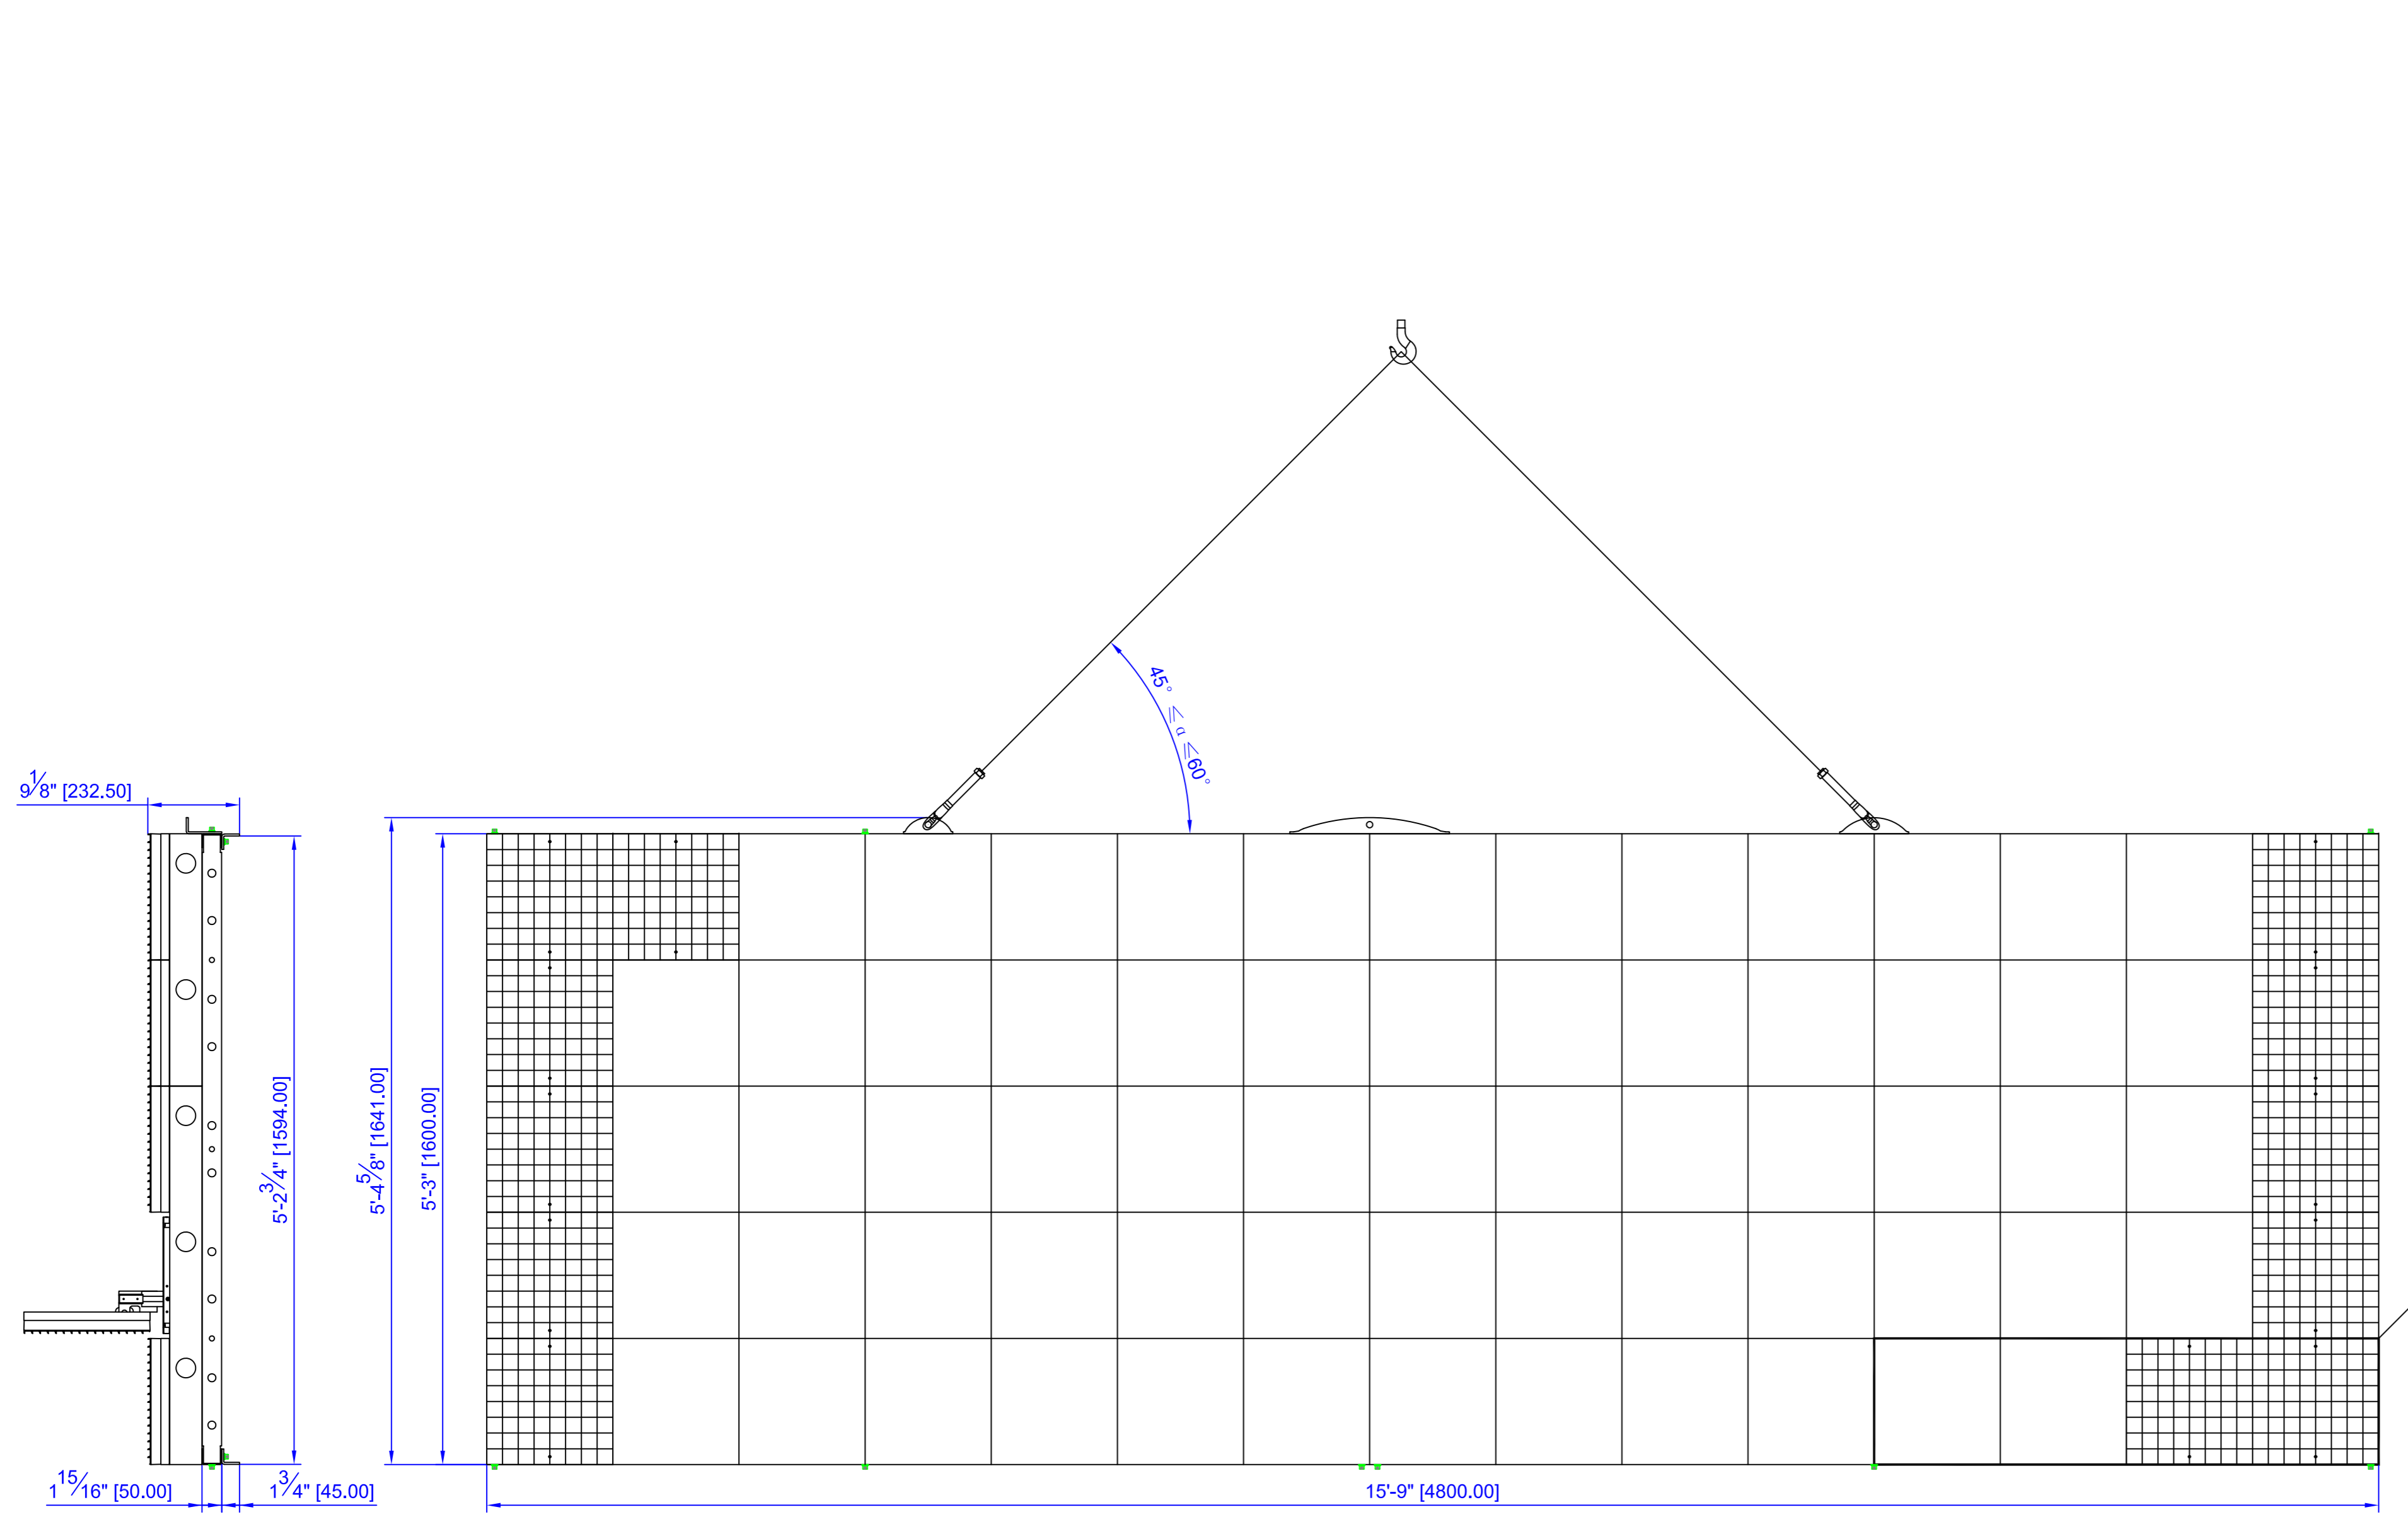 45° ≤ α ≤60°
9 1/8" [232.50]
5'-2 3/4" [1594.00]
5'-4 5/8" [1641.00]
5'-3" [1600.00]
1 15/16" [50.00]
1 3/4" [45.00]
15'-9" [4800.00]